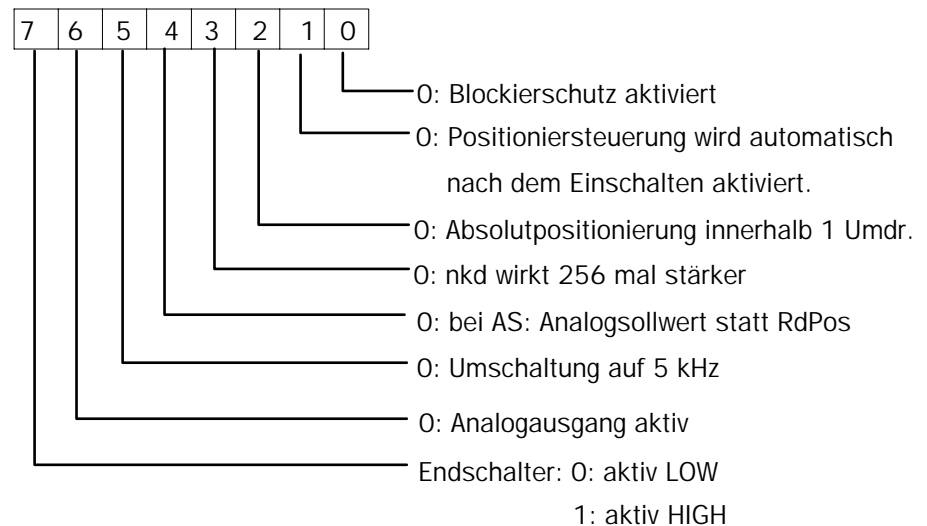 7 6 5 4 3 2 1 0
0: Blockierschutz aktiviert
0: Positioniersteuerung wird automatisch
nach dem Einschalten aktiviert.
0: Absolutpositionierung innerhalb 1 Umdr.
0: nkd wirkt 256 mal stärker
0: bei AS: Analogsollwert statt RdPos
0: Umschaltung auf 5 kHz
0: Analogausgang aktiv
Endschalter: 0: aktiv LOW
1: aktiv HIGH